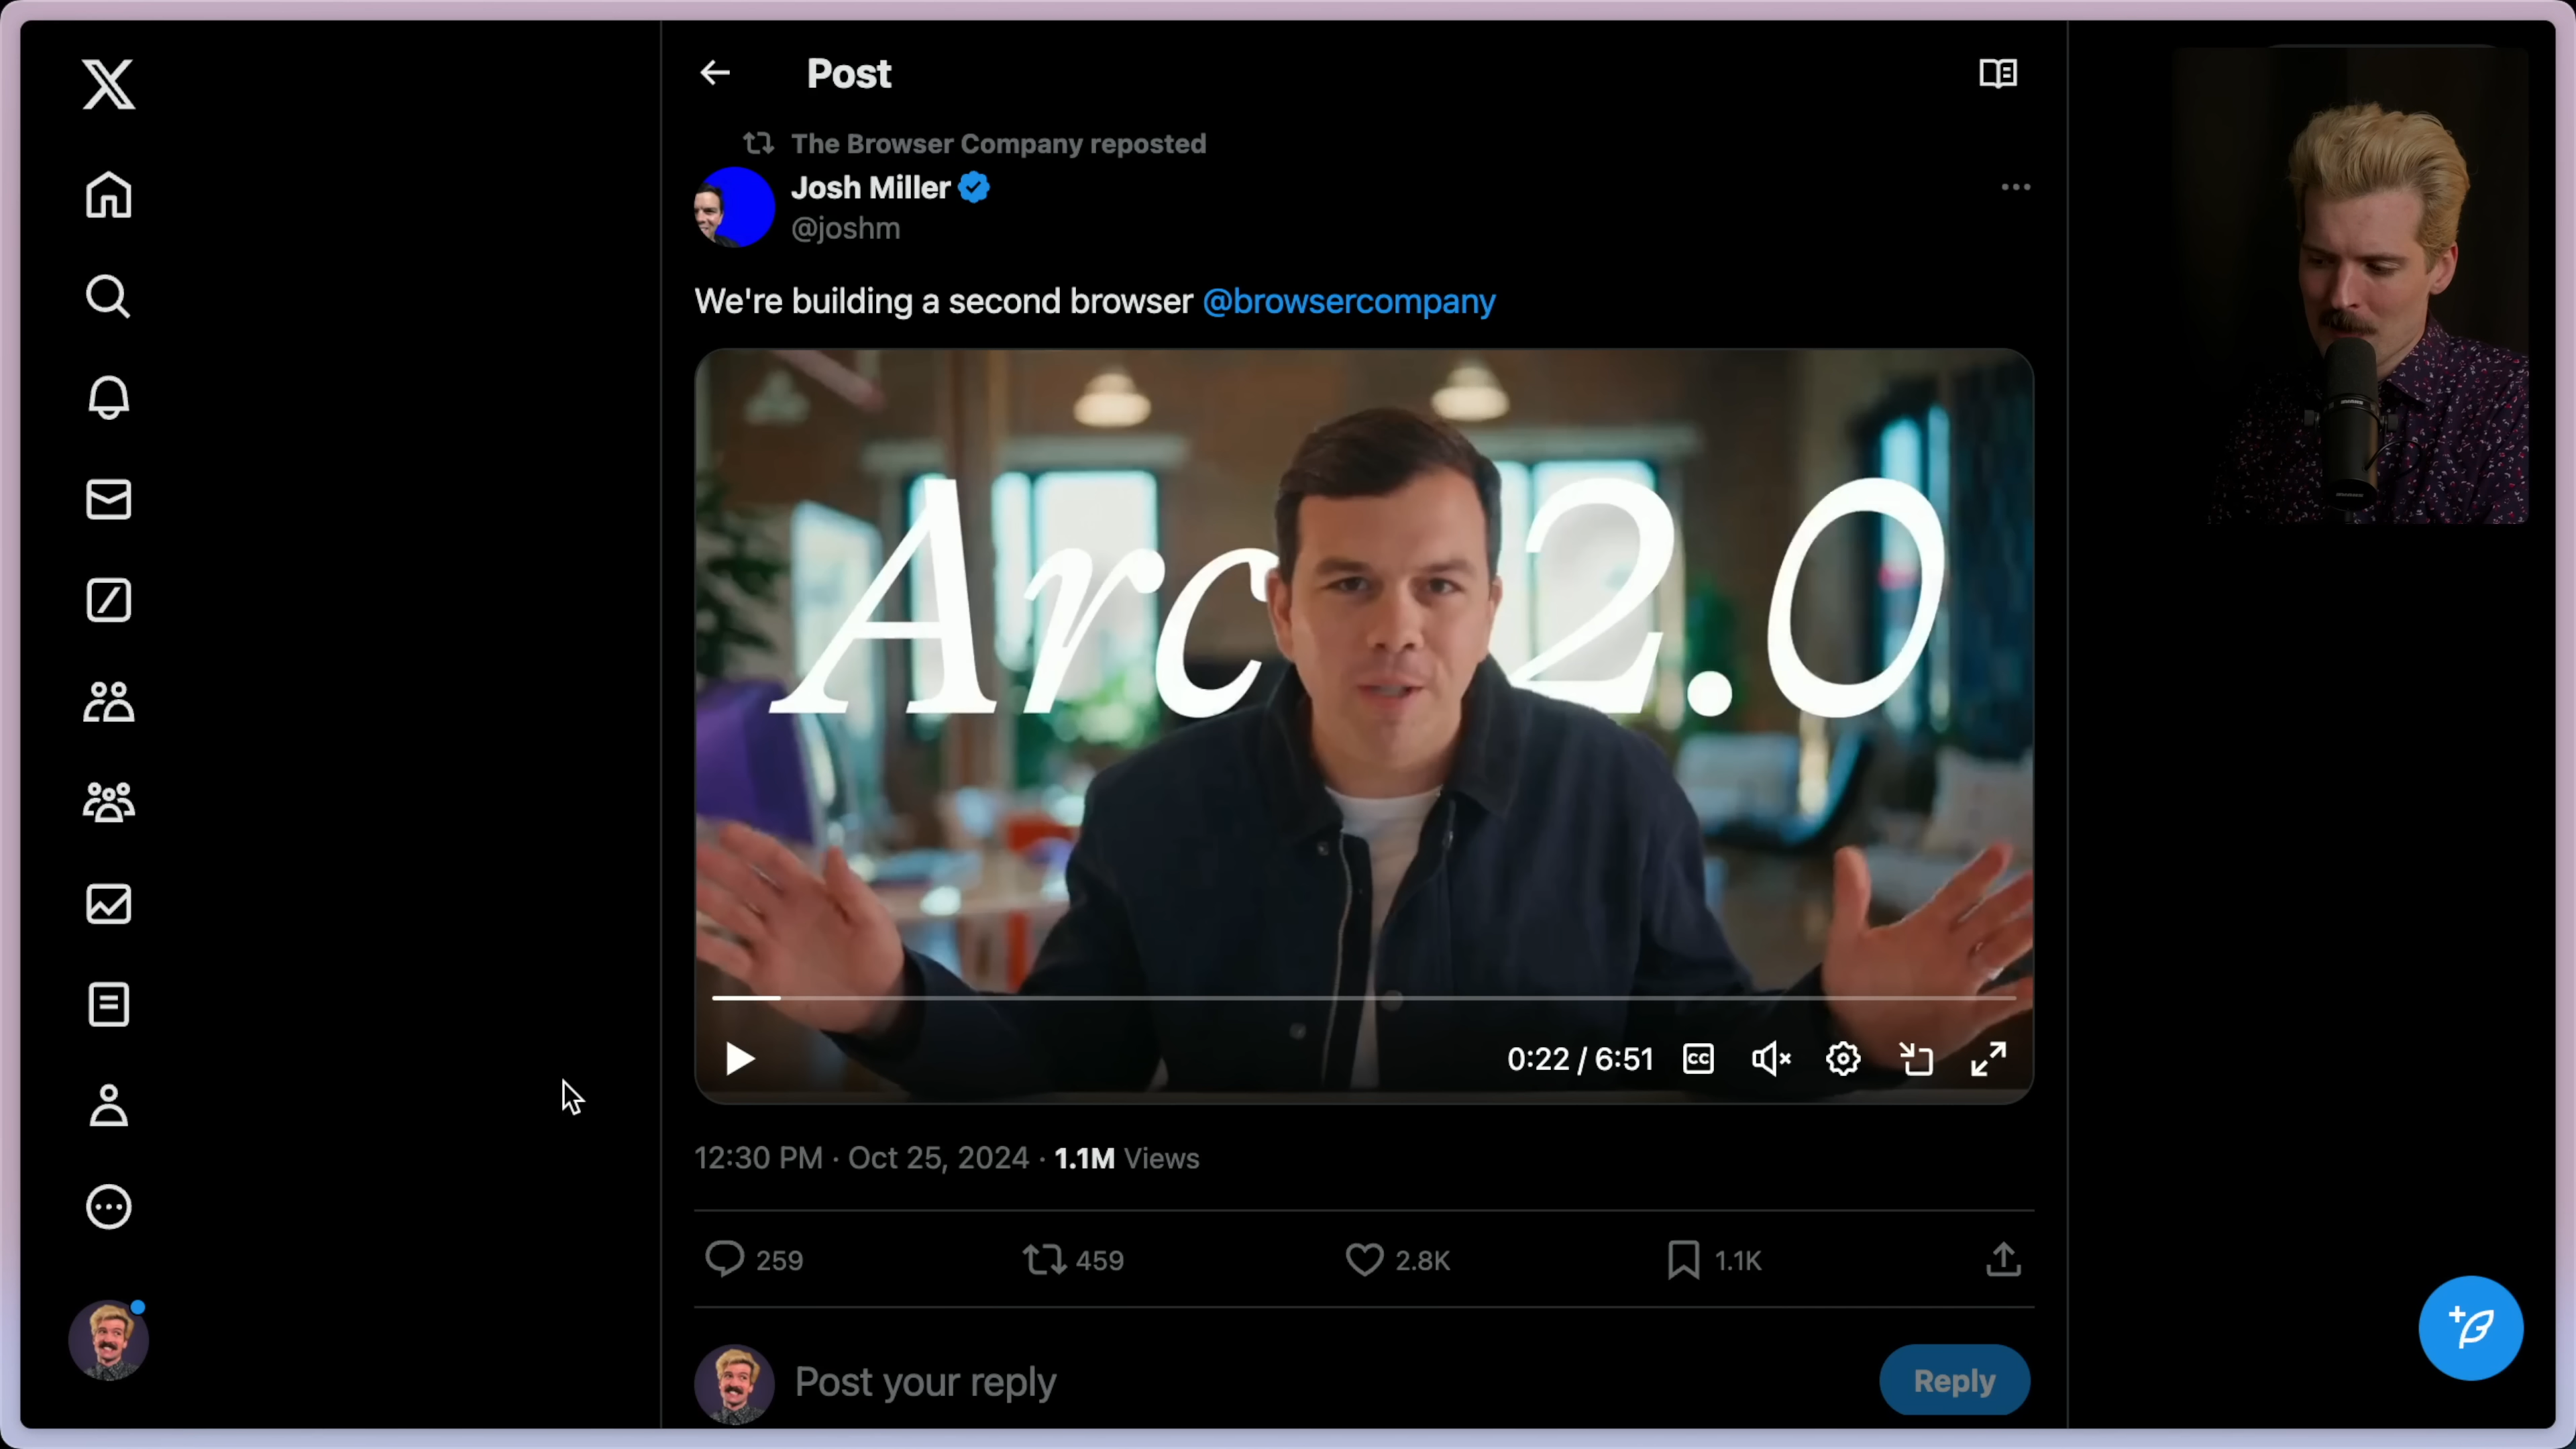 Post
The Browser Company reposted
Josh Miller
@joshm
We're building a second browser @browsercompany
Arc 2.0
0:22 / 6:51
CC
12:30 PM · Oct 25, 2024 · 1.1M Views
259
459
2.8K
1.1K
Post your reply
Reply